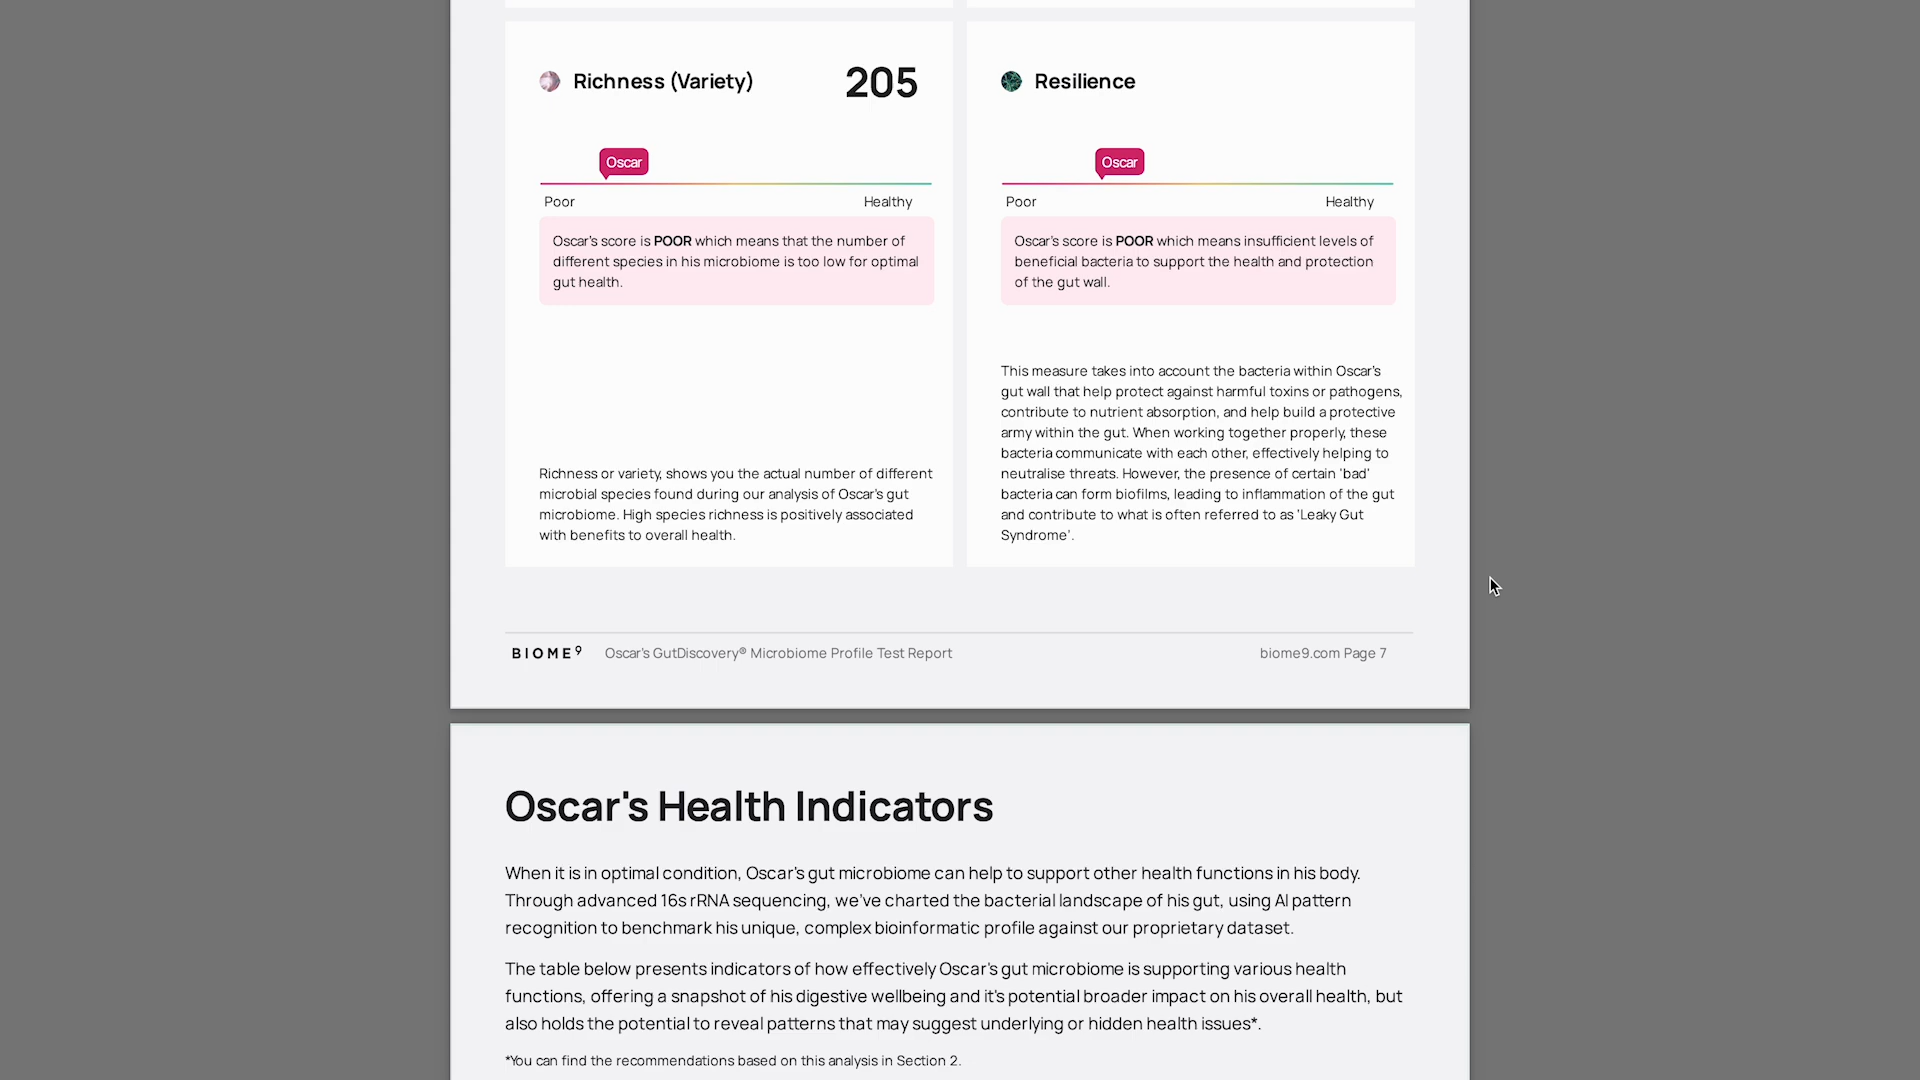 Richness (Variety)
205
Oscar
Poor
Healthy
Oscar's score is POOR which means that the number of
different species in his microbiome is too low for optimal
gut health.
Richness or variety, shows you the actual number of different
microbial species found during our analysis of Oscar's gut
microbiome. High species richness is positively associated
with benefits to overall health.
Resilience
Oscar
Poor
Healthy
Oscar's score is POOR which means insufficient levels of
beneficial bacteria to support the health and protection
of the gut wall.
This measure takes into account the bacteria within Oscar's
gut wall that help protect against harmful toxins or pathogens,
contribute to nutrient absorption, and help build a protective
army within the gut. When working together properly, these
bacteria communicate with each other, effectively helping to
neutralise threats. However, the presence of certain 'bad'
bacteria can form biofilms, leading to inflammation of the gut
and contribute to what is often referred to as 'Leaky Gut
Syndrome'.
BIOME⁹
Oscar's GutDiscovery® Microbiome Profile Test Report
biome9.com Page 7
Oscar's Health Indicators
When it is in optimal condition, Oscar's gut microbiome can help to support other health functions in his body.
Through advanced 16s rRNA sequencing, we've charted the bacterial landscape of his gut, using AI pattern
recognition to benchmark his unique, complex bioinformatic profile against our proprietary dataset.
The table below presents indicators of how effectively Oscar's gut microbiome is supporting various health
functions, offering a snapshot of his digestive wellbeing and it's potential broader impact on his overall health, but
also holds the potential to reveal patterns that may suggest underlying or hidden health issues*.
*You can find the recommendations based on this analysis in Section 2.